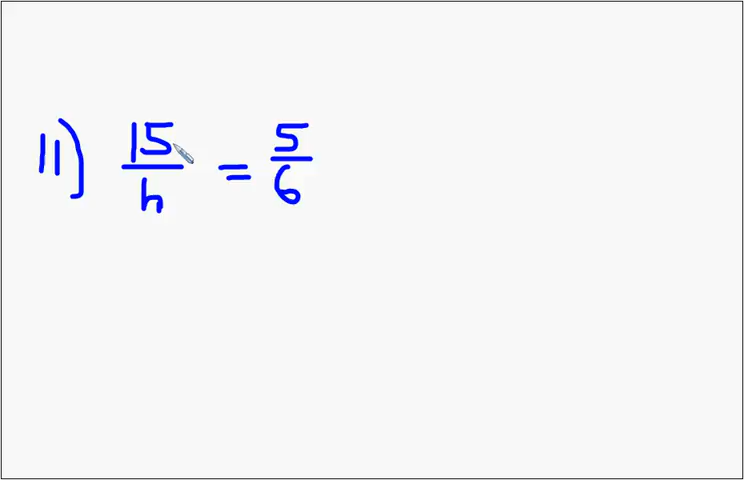 11) 15/h = 5/6